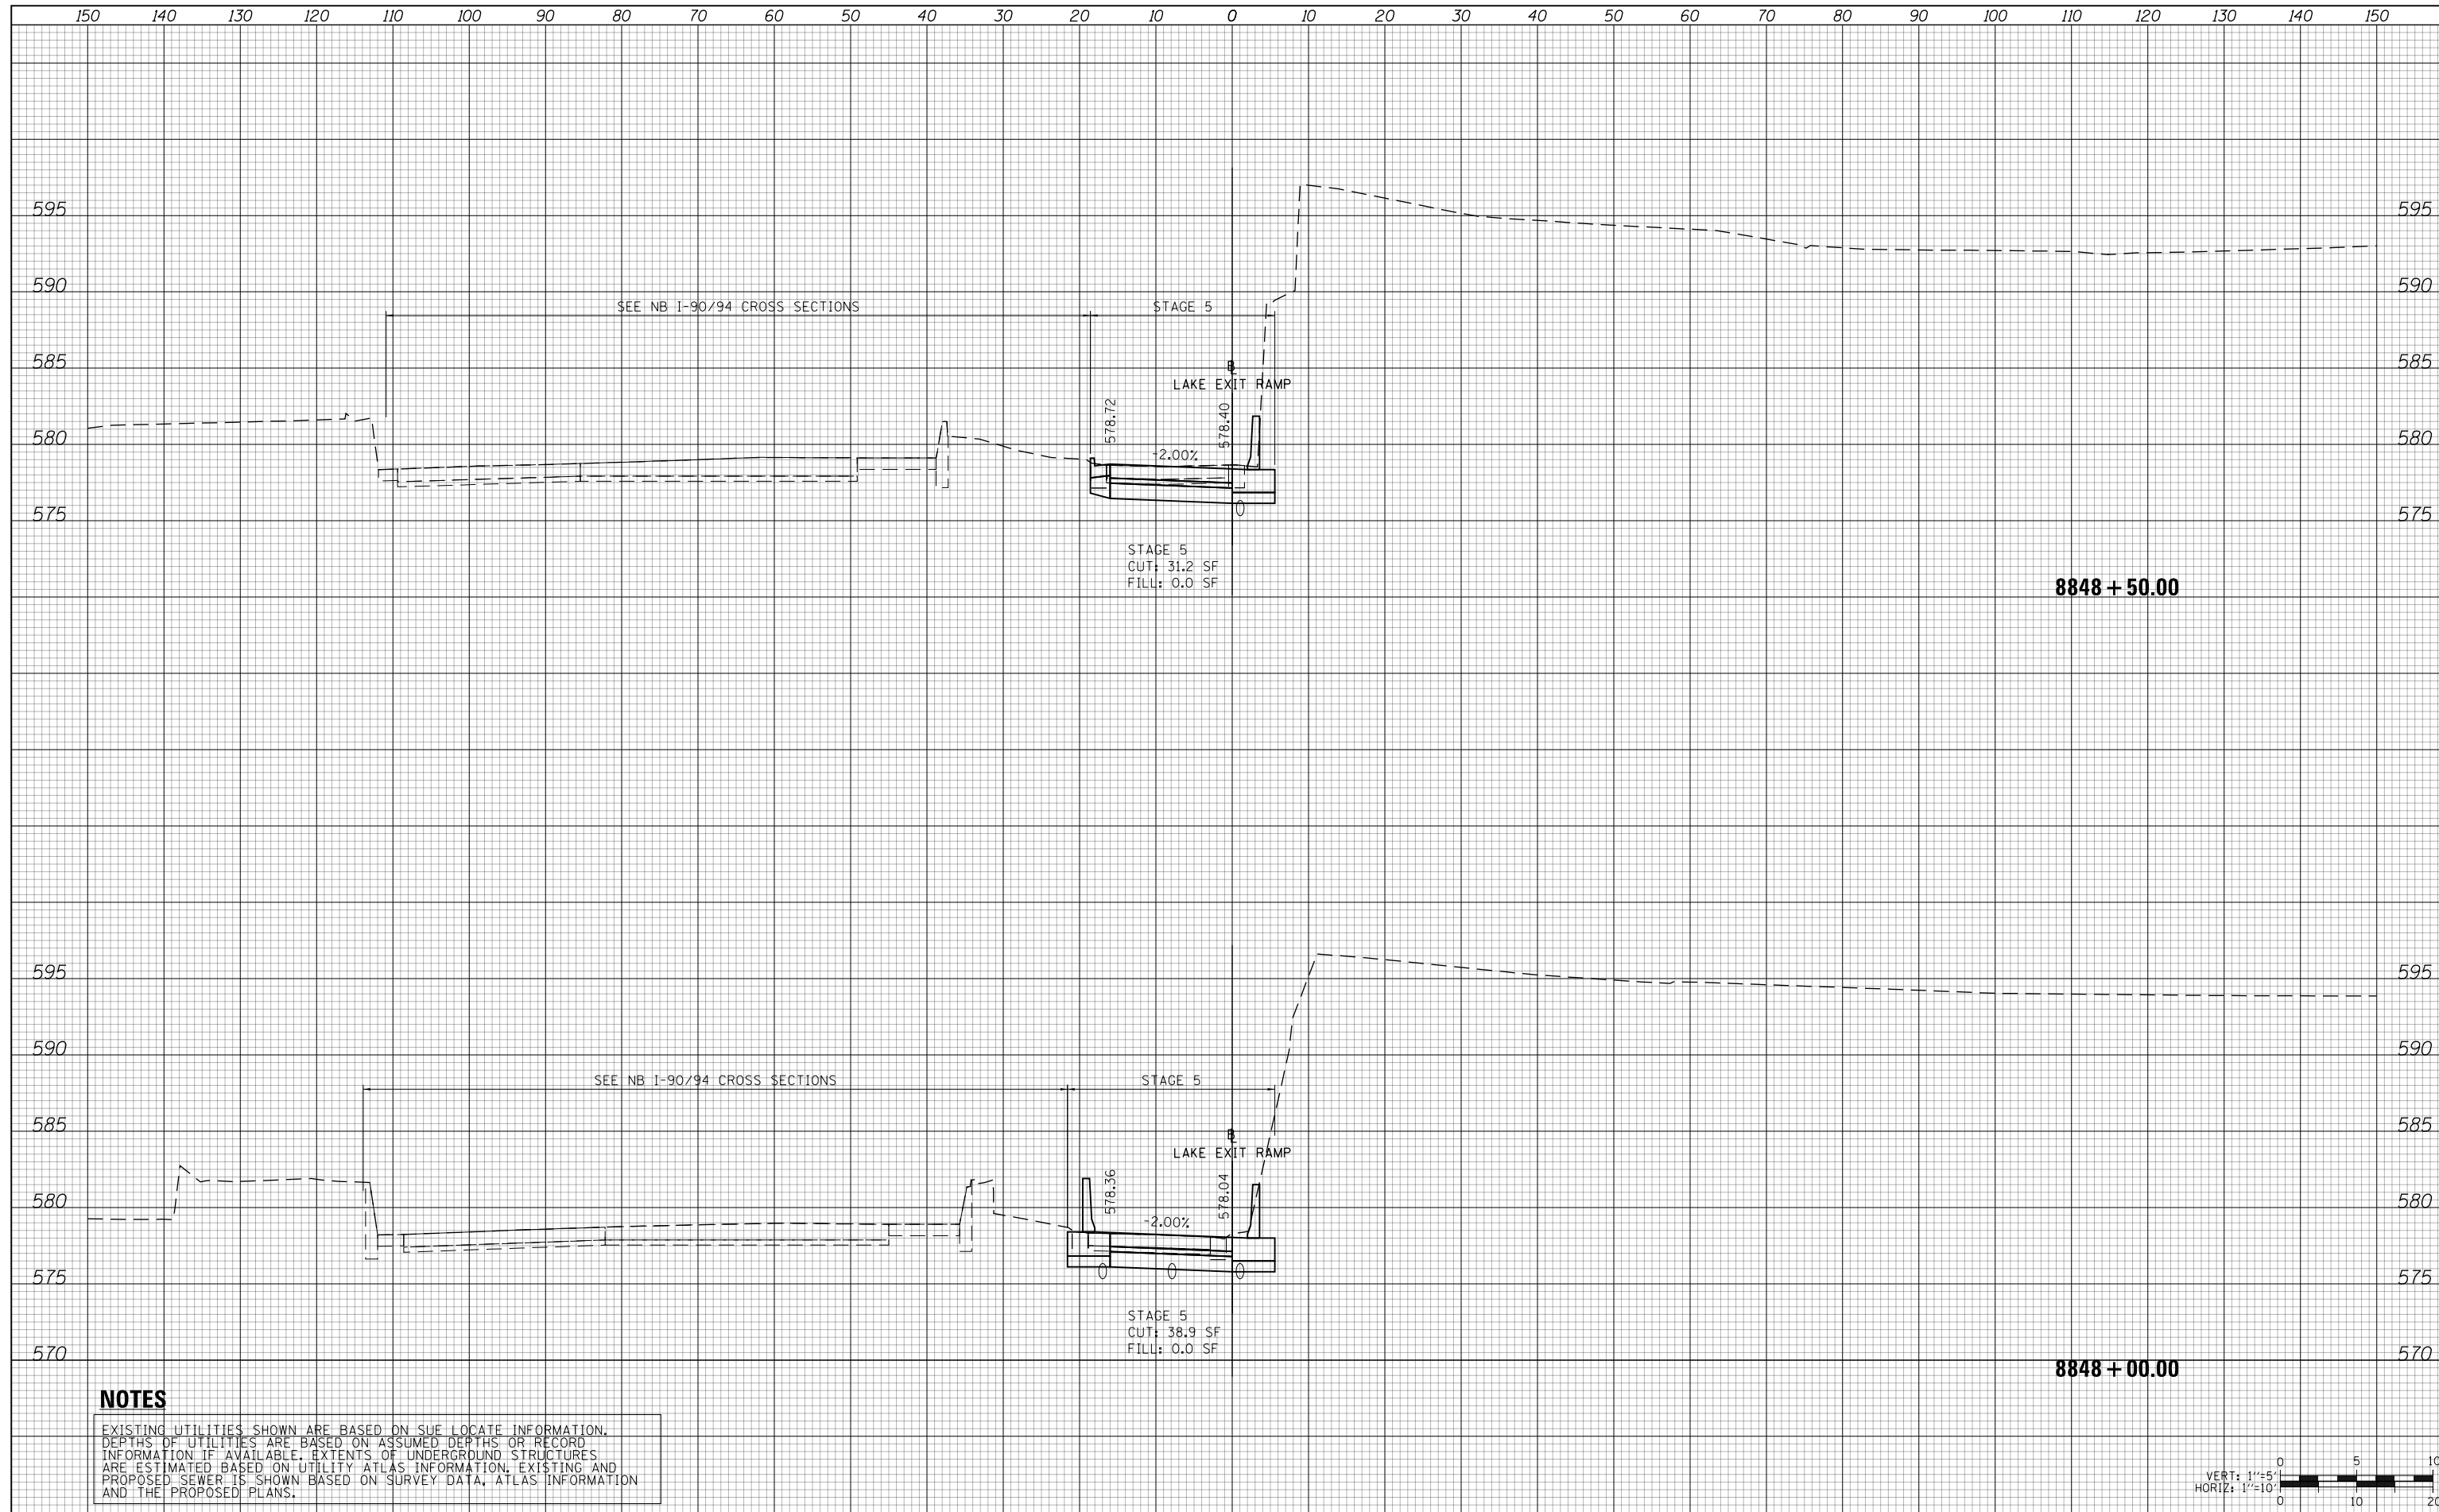 150 140 130 120 110 100 90 80 70 60 50 40 30 20 10 0 10 20 30 40 50 60 70 80 90 100 110 120 130 140 150
595 595
590 590
SEE NB I-90/94 CROSS SECTIONS STAGE 5
585 585
LAKE EXIT RAMP
578.72 578.40
580 580
-2.00%
575 575
STAGE 5
CUT: 31.2 SF
FILL: 0.0 SF
8848+50.00
595 595
590 590
SEE NB I-90/94 CROSS SECTIONS STAGE 5
585 585
LAKE EXIT RAMP
578.36 578.04
580 580
-2.00%
575 575
STAGE 5
CUT: 38.9 SF
FILL: 0.0 SF
570 570
8848+00.00
NOTES
EXISTING UTILITIES SHOWN ARE BASED ON SUE LOCATE INFORMATION.
DEPTHS OF UTILITIES ARE BASED ON ASSUMED DEPTHS OR RECORD
INFORMATION IF AVAILABLE. EXTENTS OF UNDERGROUND STRUCTURES
ARE ESTIMATED BASED ON UTILITY ATLAS INFORMATION. EXISTING AND
PROPOSED SEWER IS SHOWN BASED ON SURVEY DATA, ATLAS INFORMATION
AND THE PROPOSED PLANS.
0 5 10
VERT: 1"=5'
HORIZ: 1"=10'
0 10 20